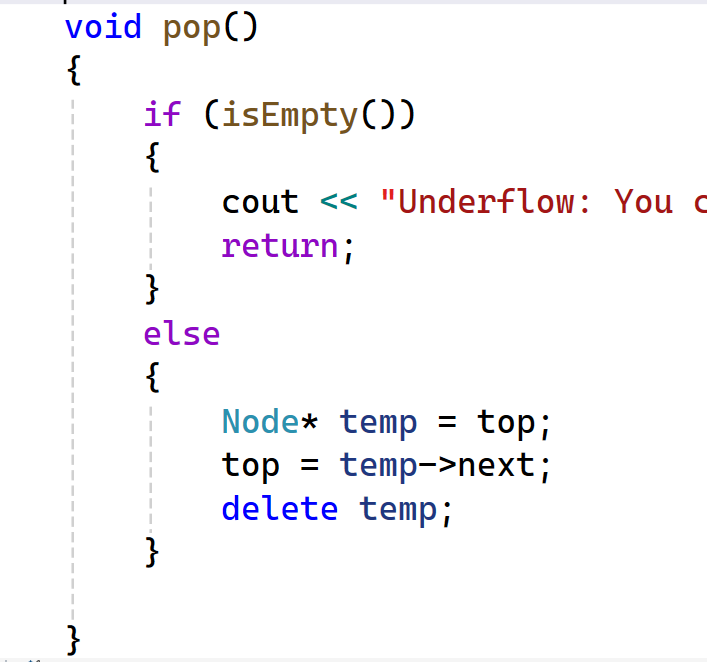 void pop()
{
if (isEmpty())
{
cout << "Underflow: You
return;
}
else
{
Node* temp = top;
top = temp->next;
delete temp;
}
}